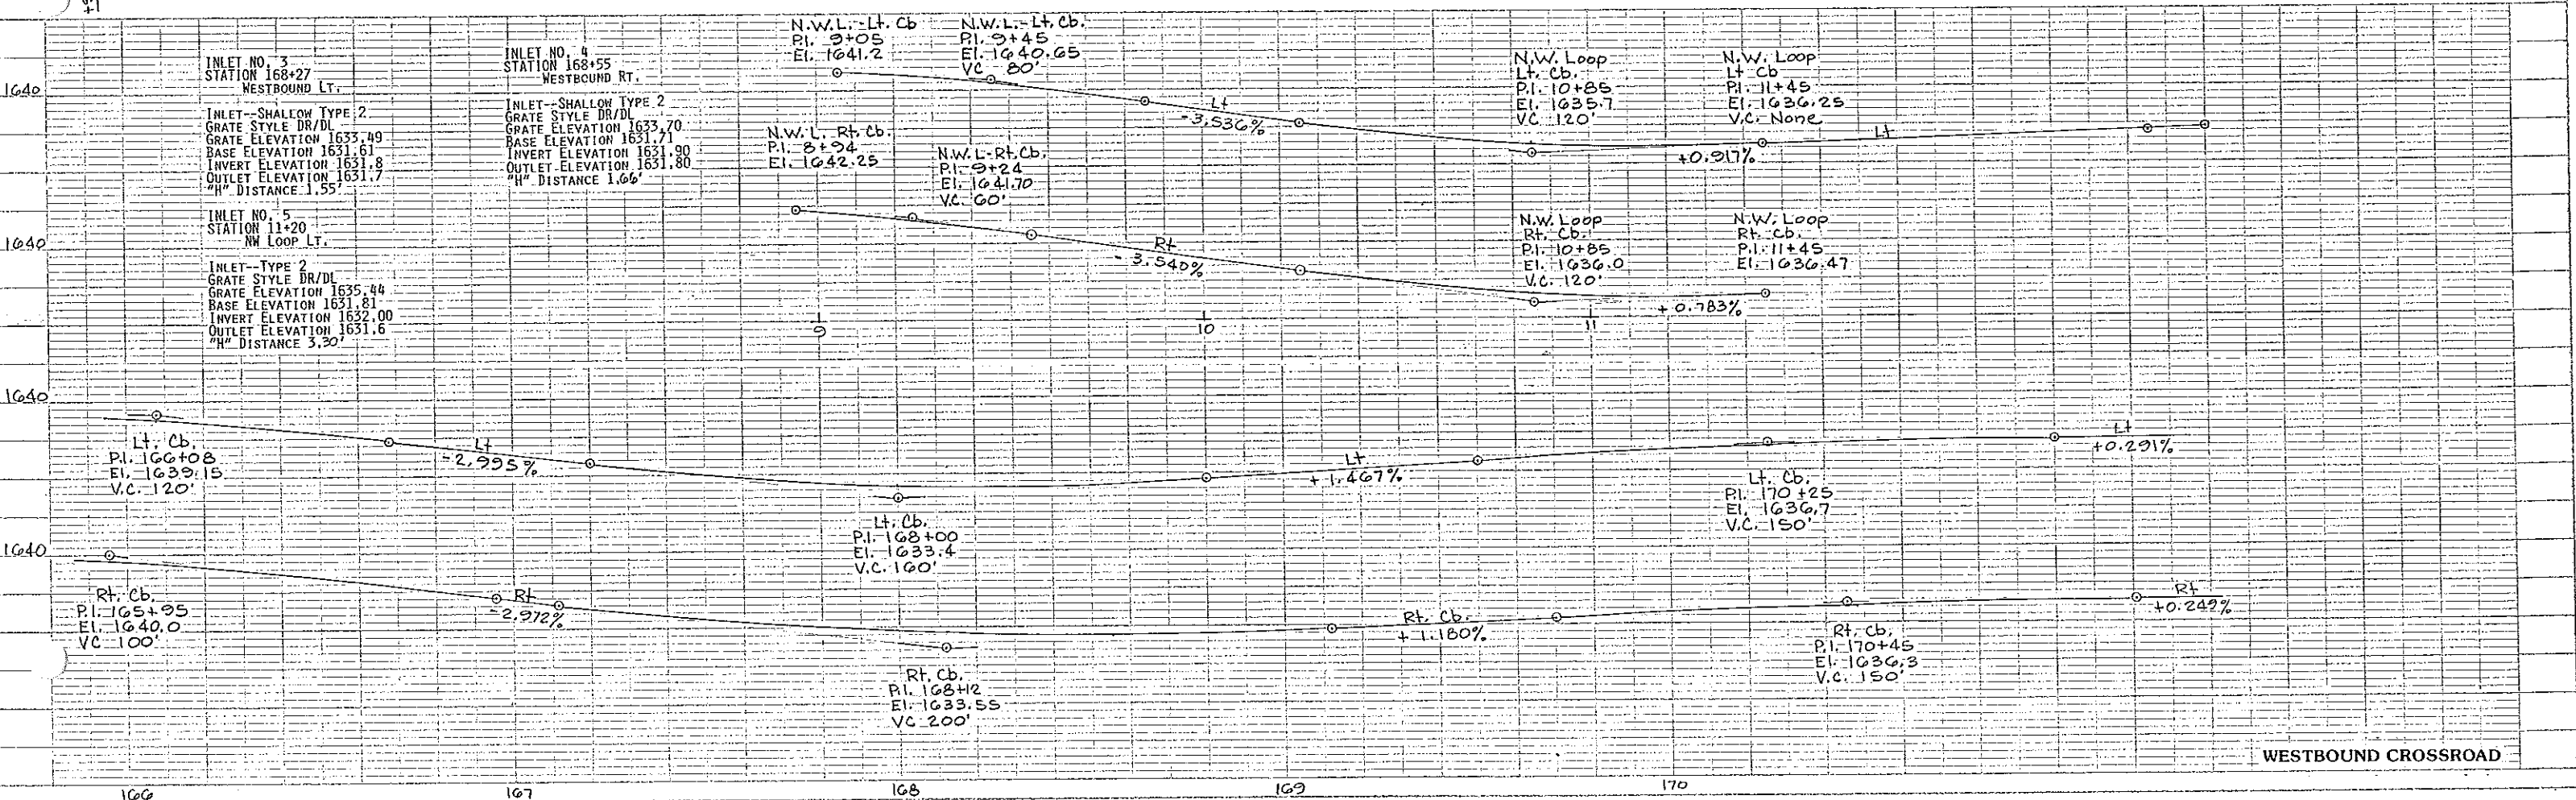 INLET NO. 3
STATION 168+27
WESTBOUND LT.
INLET--SHALLOW TYPE 2
GRATE STYLE DR/DL
GRATE ELEVATION 1633.49
BASE ELEVATION 1631.61
INVERT ELEVATION 1631.8
OUTLET ELEVATION 1631.7
"H" DISTANCE 1.55'
INLET NO. 5
STATION 11+20
NW LOOP LT.
INLET--TYPE 2
GRATE STYLE DR/DL
GRATE ELEVATION 1635.44
BASE ELEVATION 1631.81
INVERT ELEVATION 1632.00
OUTLET ELEVATION 1631.6
"H" DISTANCE 3.30'
INLET NO. 4
STATION 168+55
WESTBOUND RT.
INLET--SHALLOW TYPE 2
GRATE STYLE DR/DL
GRATE ELEVATION 1633.70
BASE ELEVATION 1631.71
INVERT ELEVATION 1631.90
OUTLET ELEVATION 1631.80
"H" DISTANCE 1.66'
N.W.L.-Lt. Cb
P.I. 9+05
El. 1641.2
N.W.L.-Lt. Cb.
P.I. 9+45
El. 1640.65
VC 80'
Lt
-3.536%
N.W. Loop
Lt. Cb.
P.I. 10+85
El. 1635.7
VC 120'
N.W. Loop
Lt Cb
P.I. 11+45
El. 1636.25
V.C. None
Lt
+0.917%
1640
N.W.L. Rt. Cb.
P.I. 8+94
El. 1642.25
N.W.L-Rt.Cb.
P.I. 9+24
El. 1641.70
V.C. 60'
Rt
-3.540%
N.W. Loop
Rt. Cb.
P.I. 10+85
El. 1636.0
V.C. 120'
N.W. Loop
Rt. Cb.
P.I. 11+45
El. 1636.47
+0.783%
1640
9
10
11
1640
Lt. Cb.
P.I. 166+08
El. 1639.15
V.C. 120'
Lt
-2.995%
Lt. Cb.
P.I. 168+00
El. 1633.4
V.C. 160'
Lt
+1.467%
Lt. Cb.
P.I. 170+25
El. 1636.7
V.C. 150'
Lt
+0.291%
1640
Rt. Cb.
P.I. 165+95
El. 1640.0
VC 100'
Rt
-2.972%
Rt. Cb.
P.I. 168+12
El. 1633.55
VC 200'
Rt. Cb.
+1.180%
Rt. Cb.
P.I. 170+45
El. 1636.3
V.C. 150'
Rt
+0.249%
WESTBOUND CROSSROAD
166
167
168
169
170